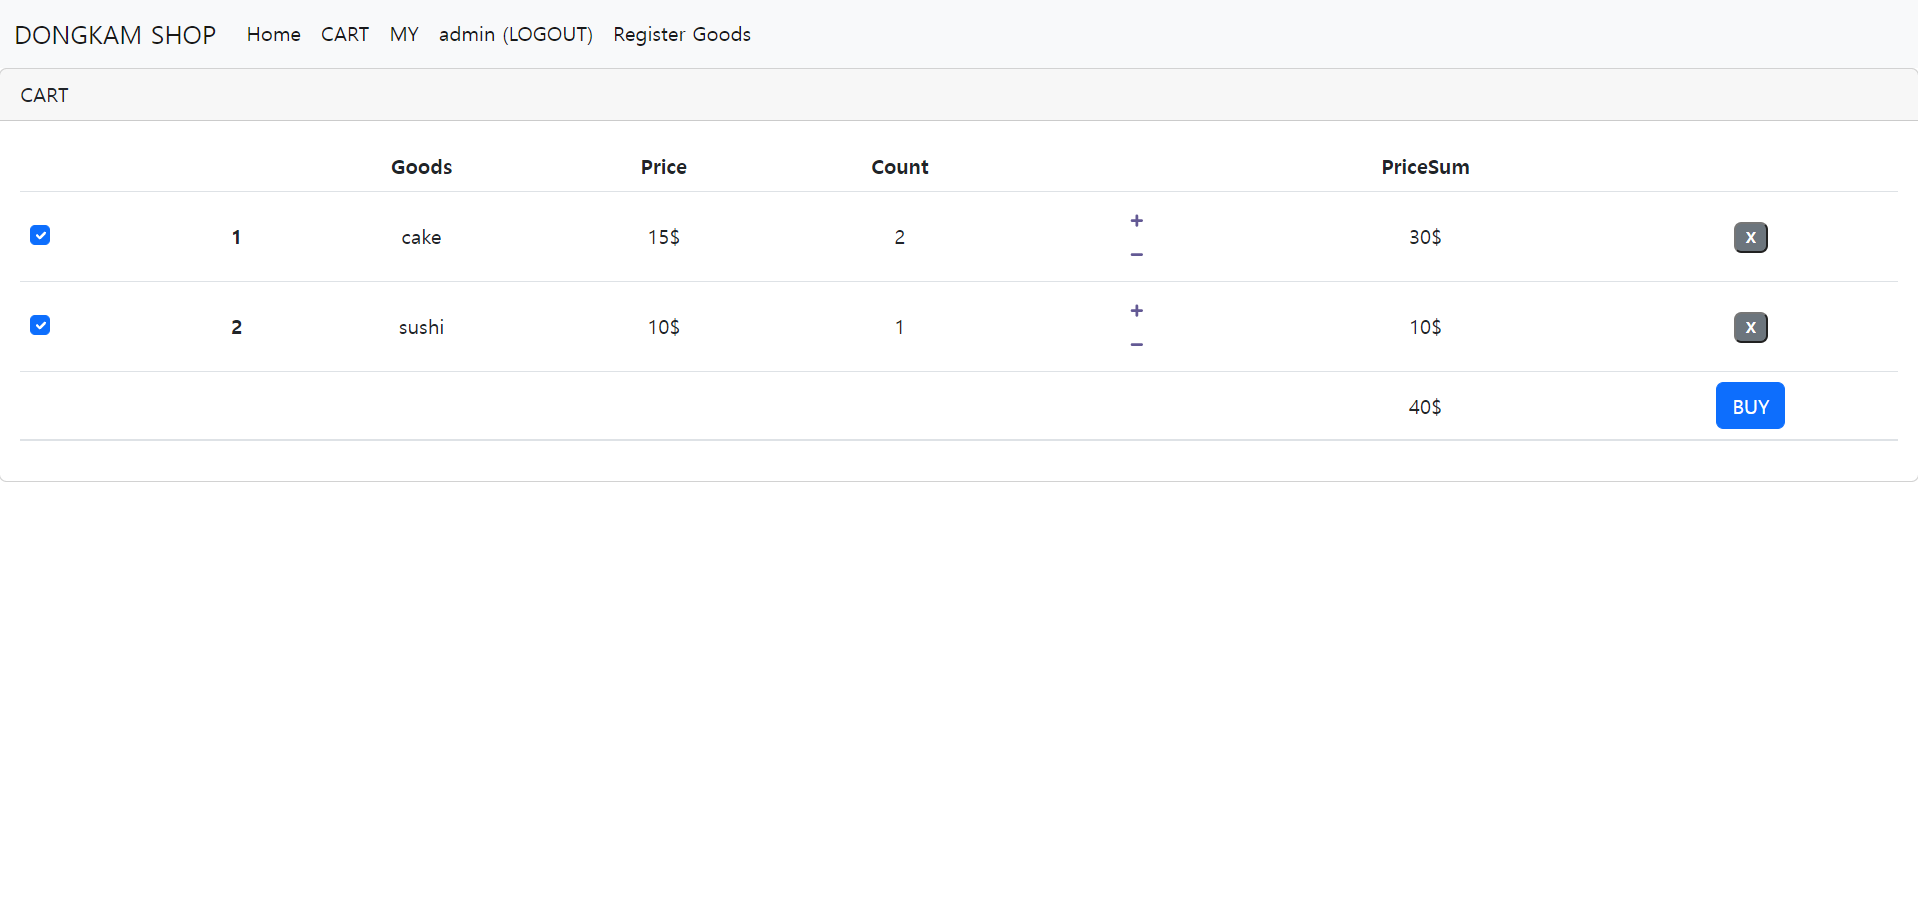 DONGKAM SHOP Home CART MY admin (LOGOUT) Register Goods
CART
Goods Price Count PriceSum
1 cake 15$ 2 + − 30$ X
2 sushi 10$ 1 + − 10$ X
40$ BUY